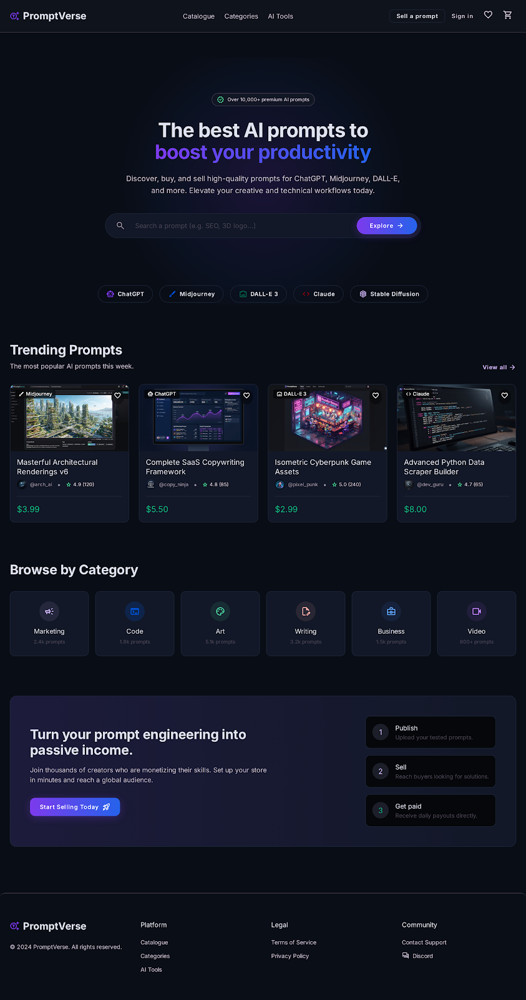 PromptVerse
Catalogue
Categories
AI Tools
Sell a prompt
Sign in
Over 10,000+ premium AI prompts
The best AI prompts to
boost your productivity
Discover, buy, and sell high-quality prompts for ChatGPT, Midjourney, DALL-E,
and more. Elevate your creative and technical workflows today.
Search a prompt (e.g. SEO, 3D logo...)
Explore
ChatGPT
Midjourney
DALL-E 3
Claude
Stable Diffusion
Trending Prompts
The most popular AI prompts this week.
View all
Midjourney
Masterful Architectural
Renderings v6
@arch_ai • 4.9 (120)
$3.99
ChatGPT
Complete SaaS Copywriting
Framework
@copy_ninja • 4.8 (85)
$5.50
DALL-E 3
Isometric Cyberpunk Game
Assets
@pixel_punk • 5.0 (240)
$2.99
Claude
Advanced Python Data
Scraper Builder
@dev_guru • 4.7 (65)
$8.00
Browse by Category
Marketing
2.4k prompts
Code
1.8k prompts
Art
5.1k prompts
Writing
3.2k prompts
Business
1.5k prompts
Video
800+ prompts
Turn your prompt engineering into
passive income.
Join thousands of creators who are monetizing their skills. Set up your store
in minutes and reach a global audience.
Start Selling Today
1
Publish
Upload your tested prompts.
2
Sell
Reach buyers looking for solutions.
3
Get paid
Receive daily payouts directly.
PromptVerse
© 2024 PromptVerse. All rights reserved.
Platform
Catalogue
Categories
AI Tools
Legal
Terms of Service
Privacy Policy
Community
Contact Support
Discord